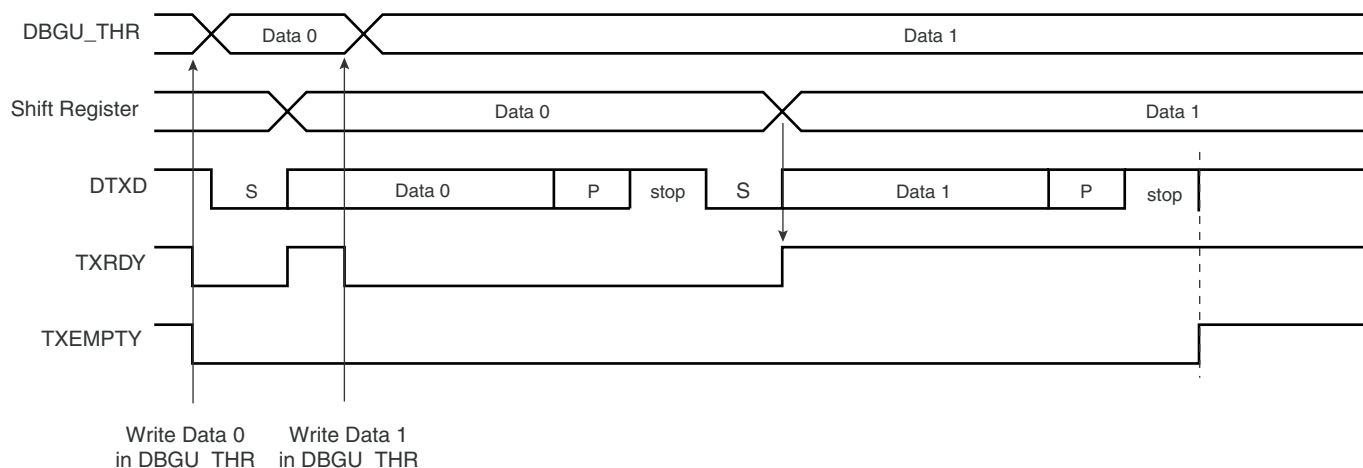 DBGU_THR Data 0 Data 1
Shift Register Data 0 Data 1
DTXD S Data 0 P stop S Data 1 P stop
TXRDY
TXEMPTY
Write Data 0 Write Data 1
in DBGU_THR in DBGU_THR